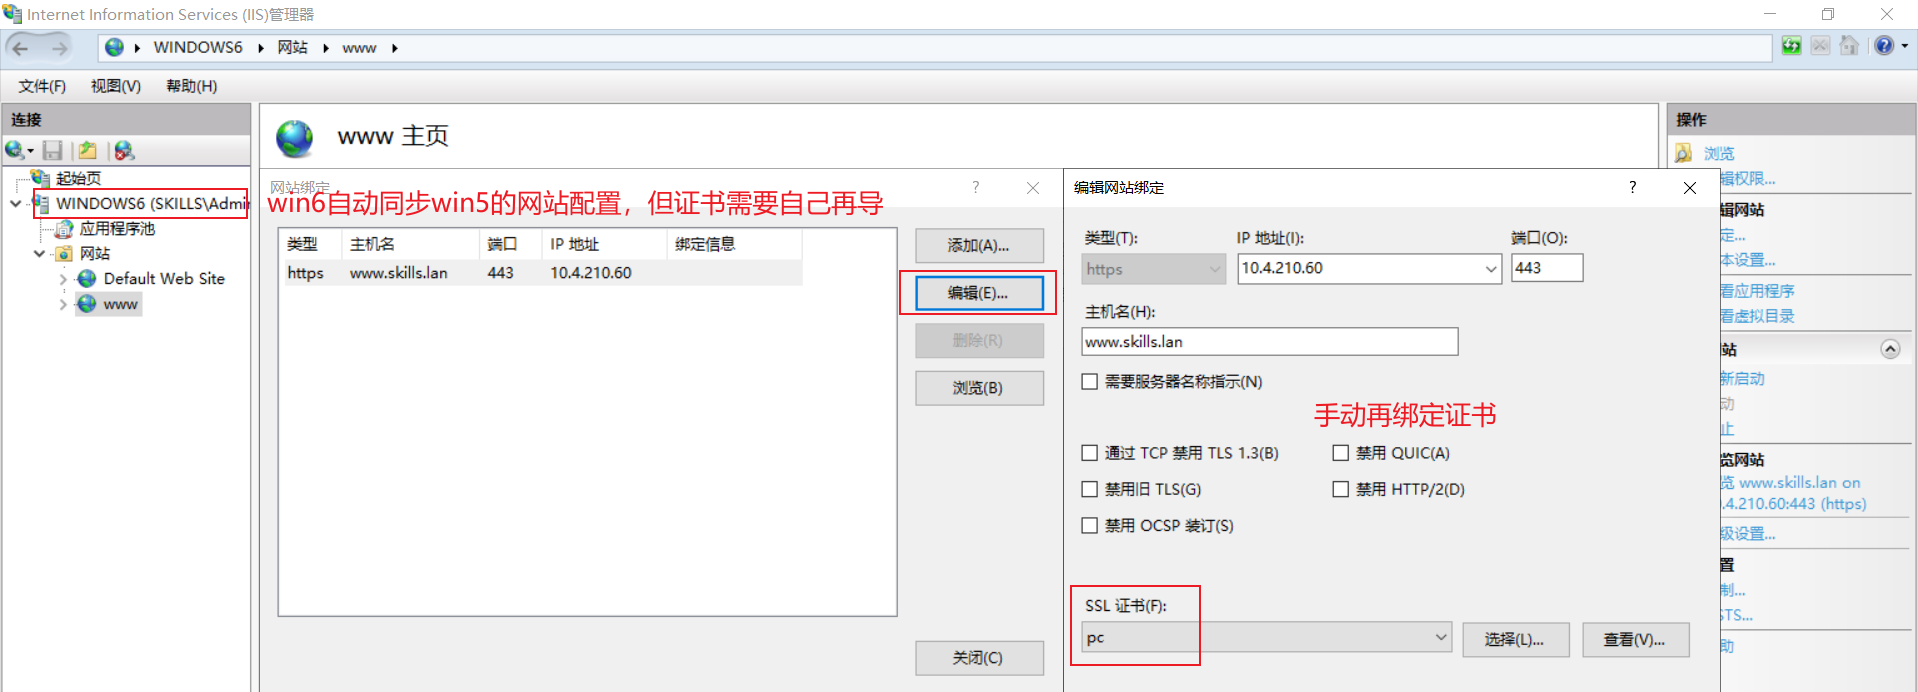 Internet Information Services (IIS)管理器
WINDOWS6 网站 www
文件(F) 视图(V) 帮助(H)
连接
起始页
WINDOWS6 (SKILLS\Admi
应用程序池
网站
Default Web Site
www
www 主页
网站绑定
?
win6自动同步win5的网站配置，但证书需要自己再导
类型 主机名 端口 IP 地址 绑定信息
https www.skills.lan 443 10.4.210.60
添加(A)...
编辑(E)...
删除(R)
浏览(B)
关闭(C)
编辑网站绑定
?
类型(T): IP 地址(I): 端口(O):
https 10.4.210.60 443
主机名(H):
www.skills.lan
需要服务器名称指示(N)
手动再绑定证书
通过 TCP 禁用 TLS 1.3(B) 禁用 QUIC(A)
禁用旧 TLS(G) 禁用 HTTP/2(D)
禁用 OCSP 装订(S)
SSL 证书(F):
pc 选择(L)... 查看(V)...
操作
浏览
辑权限...
辑网站
定...
本设置...
看应用程序
看虚拟目录
站
新启动
动
止
览网站
览 www.skills.lan on
.4.210.60:443 (https)
级设置...
置
制...
STS...
助